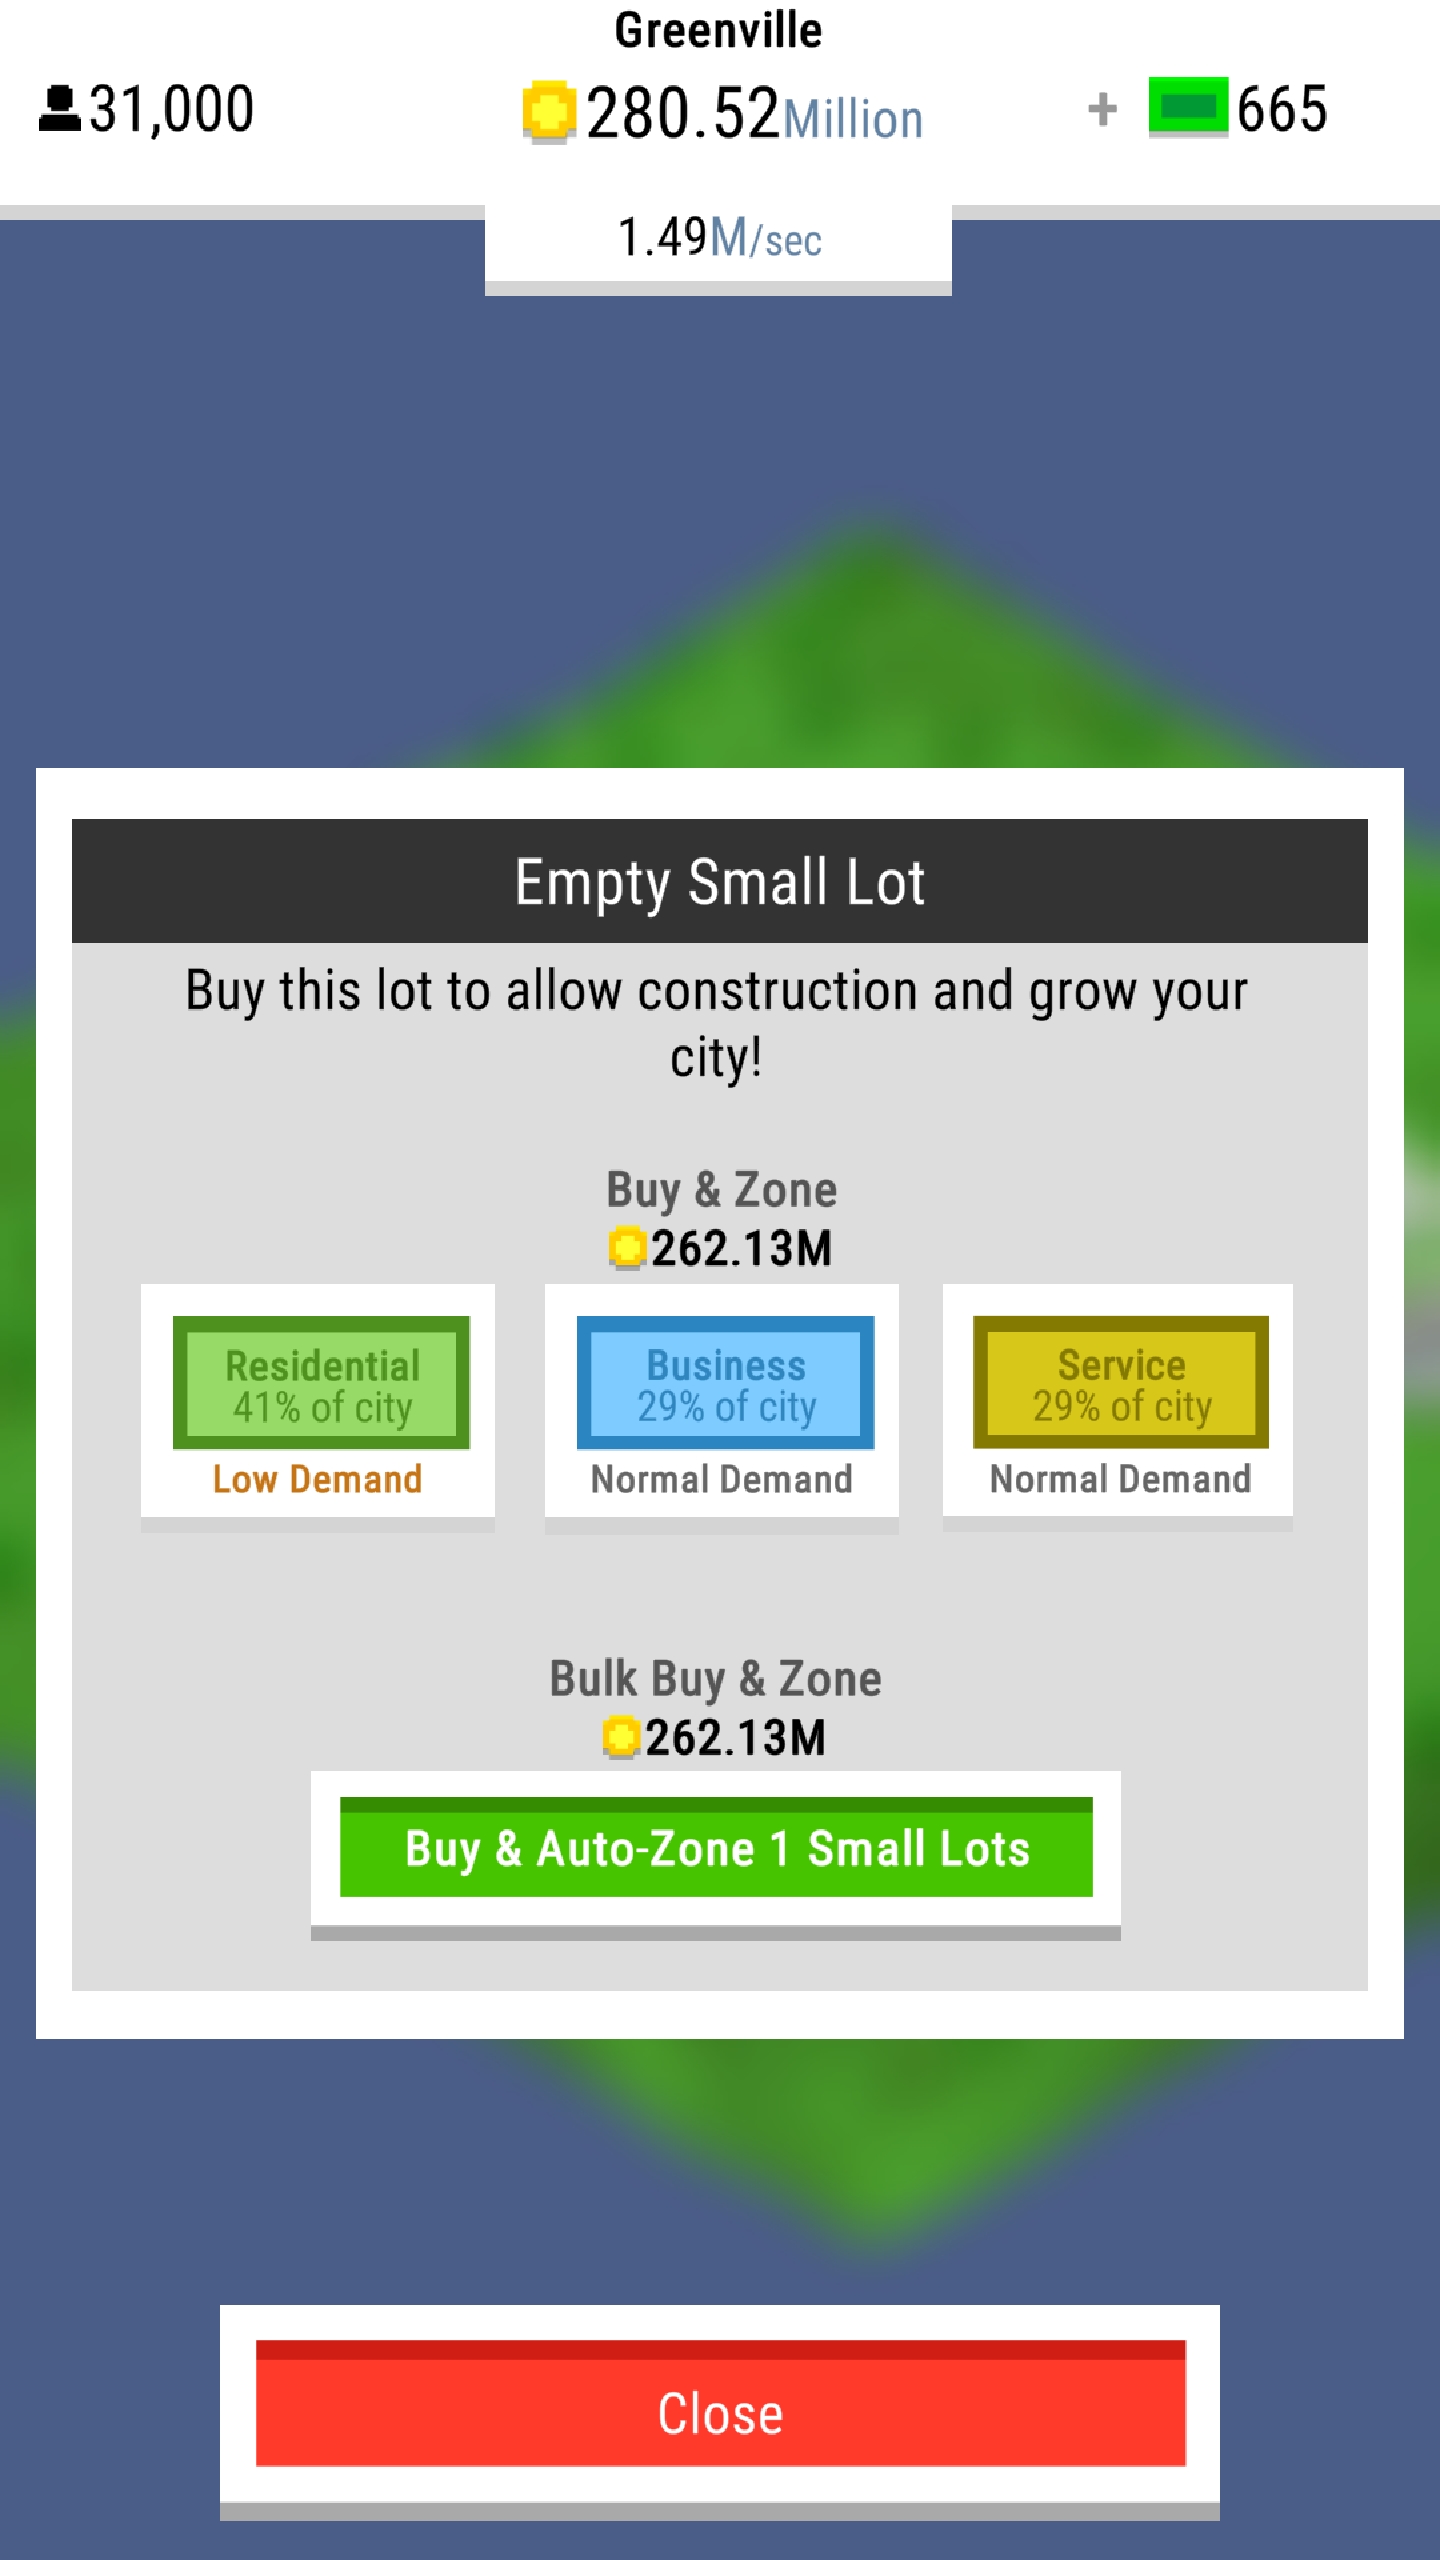 Greenville
31,000
280.52Million
+ 665
1.49M/sec
Empty Small Lot
Buy this lot to allow construction and grow your
city!
Buy & Zone
262.13M
Residential
41% of city
Low Demand
Business
29% of city
Normal Demand
Service
29% of city
Normal Demand
Bulk Buy & Zone
262.13M
Buy & Auto-Zone 1 Small Lots
Close